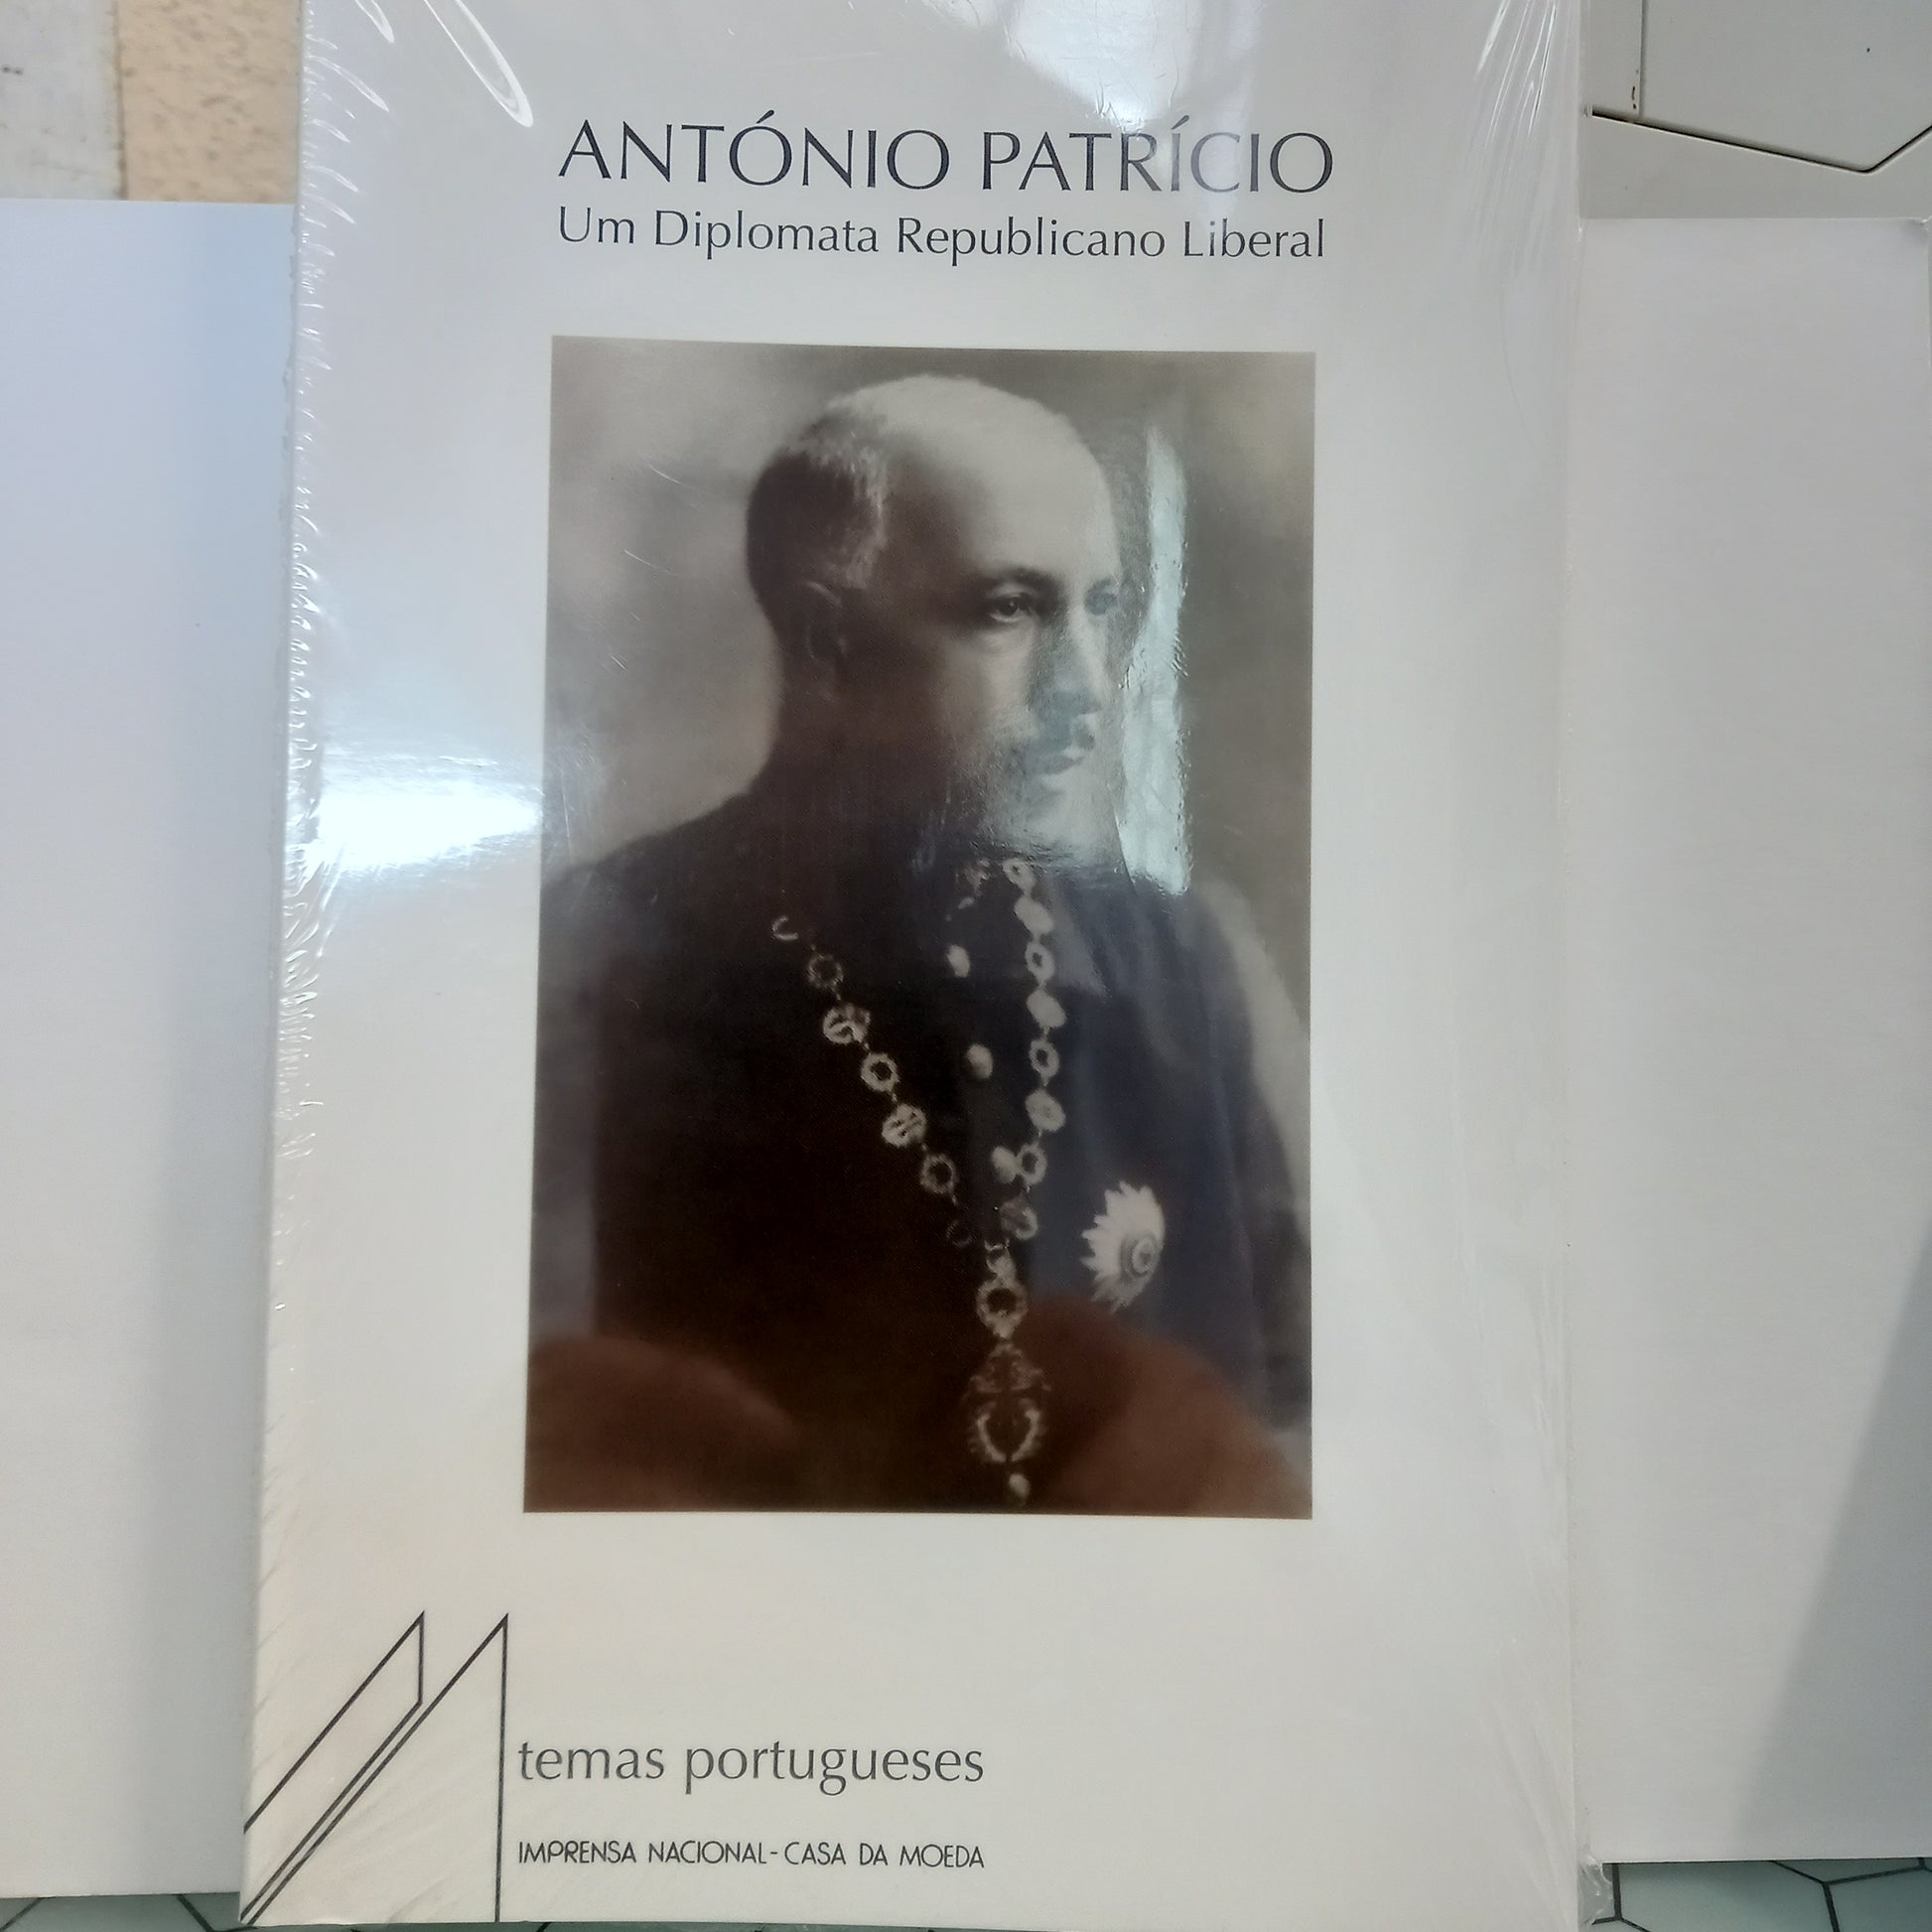 ANTÓNIO PATRÍCIO
Um Diplomata Republicano Liberal
temas portugueses
IMPRENSA NACIONAL-CASA DA MOEDA